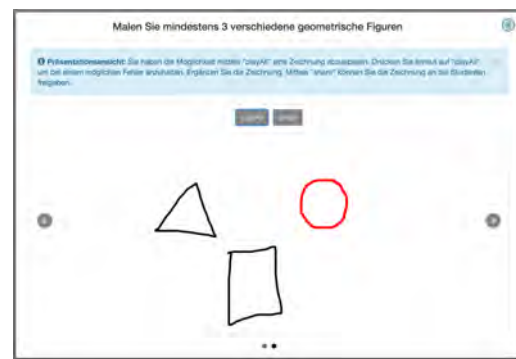 Malen Sie mindestens 3 verschiedene geometrische Figuren
Präsentationsansicht: Sie haben die Möglichkeit mittels "playAll" eine Zeichnung abzuspielen. Drücken Sie erneut auf "playAll"
um bei einem möglichen Fehler anzuhalten. Ergänzen Sie die Zeichnung. Mittels "share" können Sie die Zeichnung an die Studenten
freigeben.
playAll share